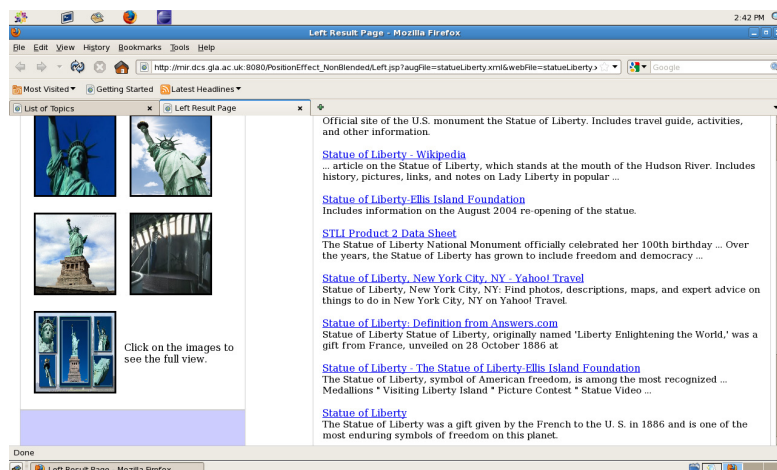 2:42 PM
Left Result Page - Mozilla Firefox
File Edit View History Bookmarks Tools Help
http://mir.dcs.gla.ac.uk:8080/PositionEffect_NonBlended/Left.jsp?augFile=statueLiberty.xml&webFile=statueLiberty.x
Google
Most Visited Getting Started Latest Headlines
List of Topics Left Result Page
Official site of the U.S. monument the Statue of Liberty. Includes travel guide, activities,
and other information.
Statue of Liberty - Wikipedia
... article on the Statue of Liberty, which stands at the mouth of the Hudson River. Includes
history, pictures, links, and notes on Lady Liberty in popular ...
Statue of Liberty-Ellis Island Foundation
Includes information on the August 2004 re-opening of the statue.
STLI Product 2 Data Sheet
The Statue of Liberty National Monument officially celebrated her 100th birthday ... Over
the years, the Statue of Liberty has grown to include freedom and democracy ...
Statue of Liberty, New York City, NY - Yahoo! Travel
Statue of Liberty, New York City, NY: Find photos, descriptions, maps, and expert advice on
things to do in New York City, NY on Yahoo! Travel.
Statue of Liberty: Definition from Answers.com
Statue of Liberty Statue of Liberty, originally named 'Liberty Enlightening the World,' was a
gift from France, unveiled on 28 October 1886 at
Statue of Liberty - The Statue of Liberty-Ellis Island Foundation
The Statue of Liberty, symbol of American freedom, is among the most recognized ...
Medallions " Visiting Liberty Island " Picture Contest " Statue Video ...
Statue of Liberty
The Statue of Liberty was a gift given by the French to the U. S. in 1886 and is one of the
most enduring symbols of freedom on this planet.
Click on the images to
see the full view.
Done
Left Result Page - Mozilla Firefox